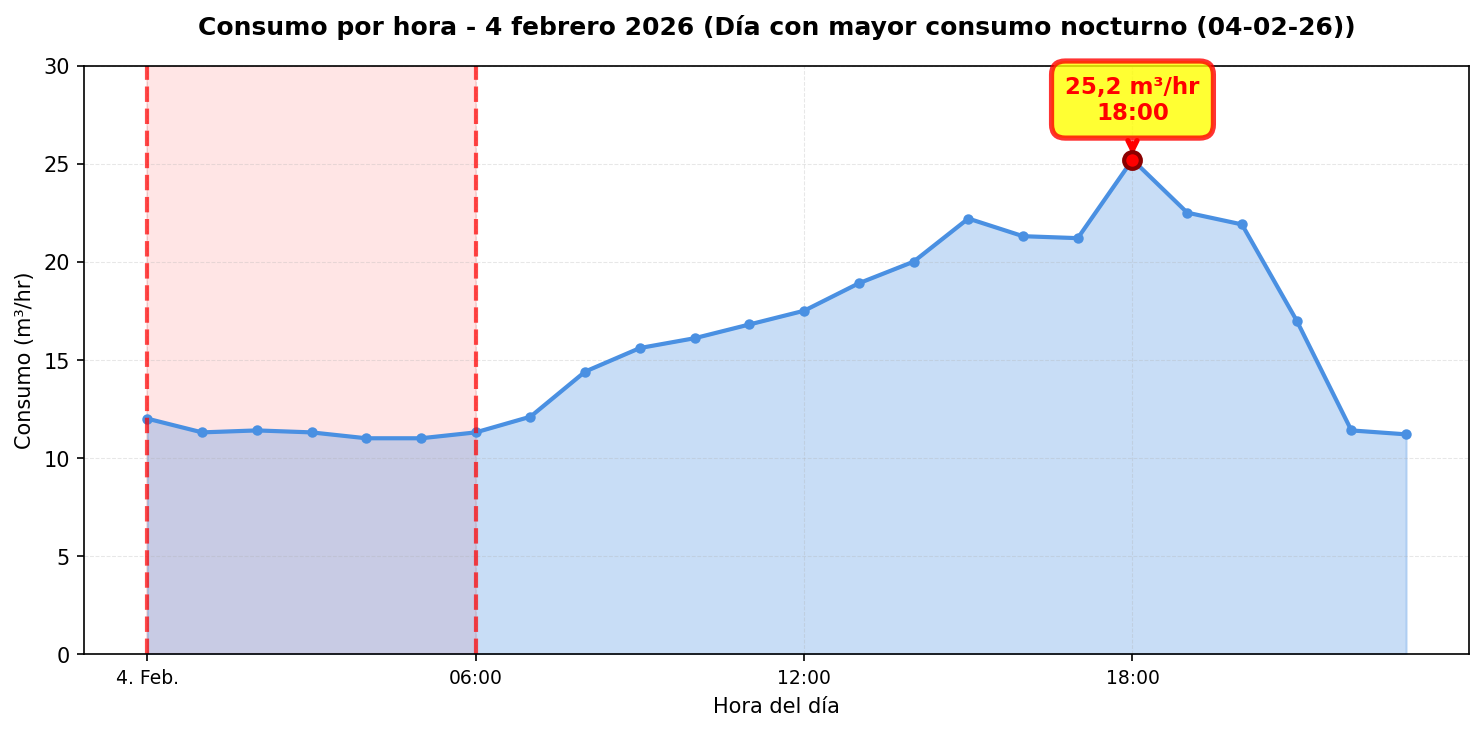 Consumo por hora - 4 febrero 2026 (Día con mayor consumo nocturno (04-02-26))
25,2 m³/hr
18:00
Consumo (m³/hr)
30
25
20
15
10
5
0
4. Feb.
06:00
12:00
18:00
Hora del día